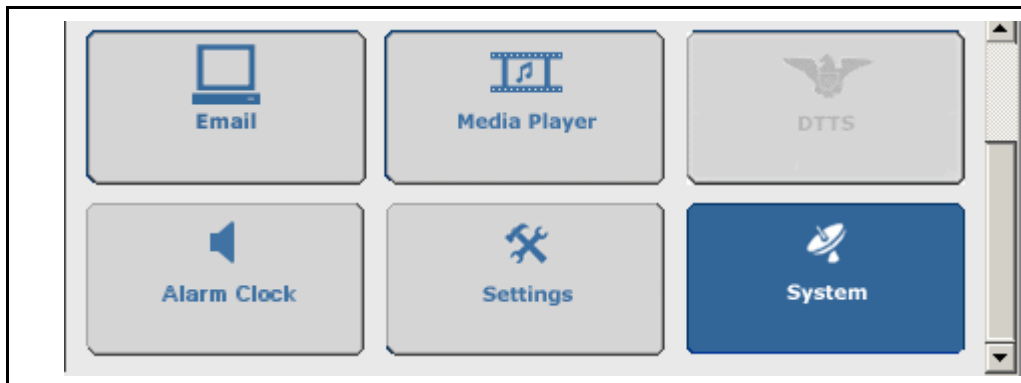 Email
Media Player
DTTS
Alarm Clock
Settings
System